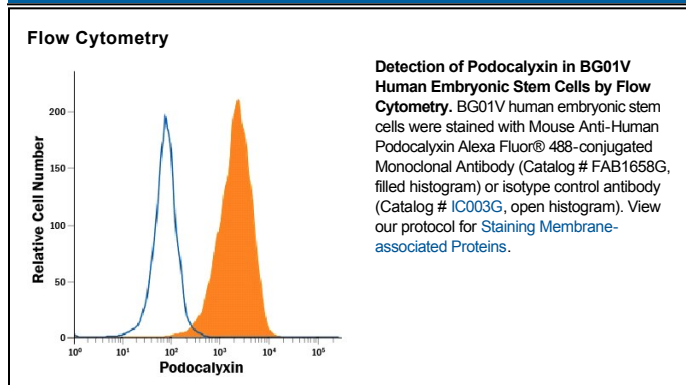 Flow Cytometry
Detection of Podocalyxin in BG01V
Human Embryonic Stem Cells by Flow
Cytometry. BG01V human embryonic stem
cells were stained with Mouse Anti-Human
Podocalyxin Alexa Fluor® 488-conjugated
Monoclonal Antibody (Catalog # FAB1658G,
filled histogram) or isotype control antibody
(Catalog # IC003G, open histogram). View
our protocol for Staining Membrane-
associated Proteins.
Relative Cell Number
200
150
100
50
0
10⁰ 10¹ 10² 10³ 10⁴ 10⁵
Podocalyxin